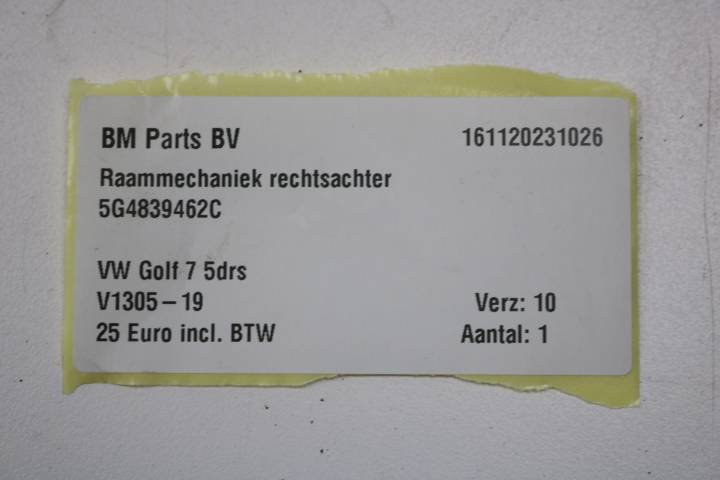 BM Parts BV 161120231026
Raammechaniek rechtsachter
5G4839462C
VW Golf 7 5drs
V1305-19 Verz: 10
25 Euro incl. BTW Aantal: 1